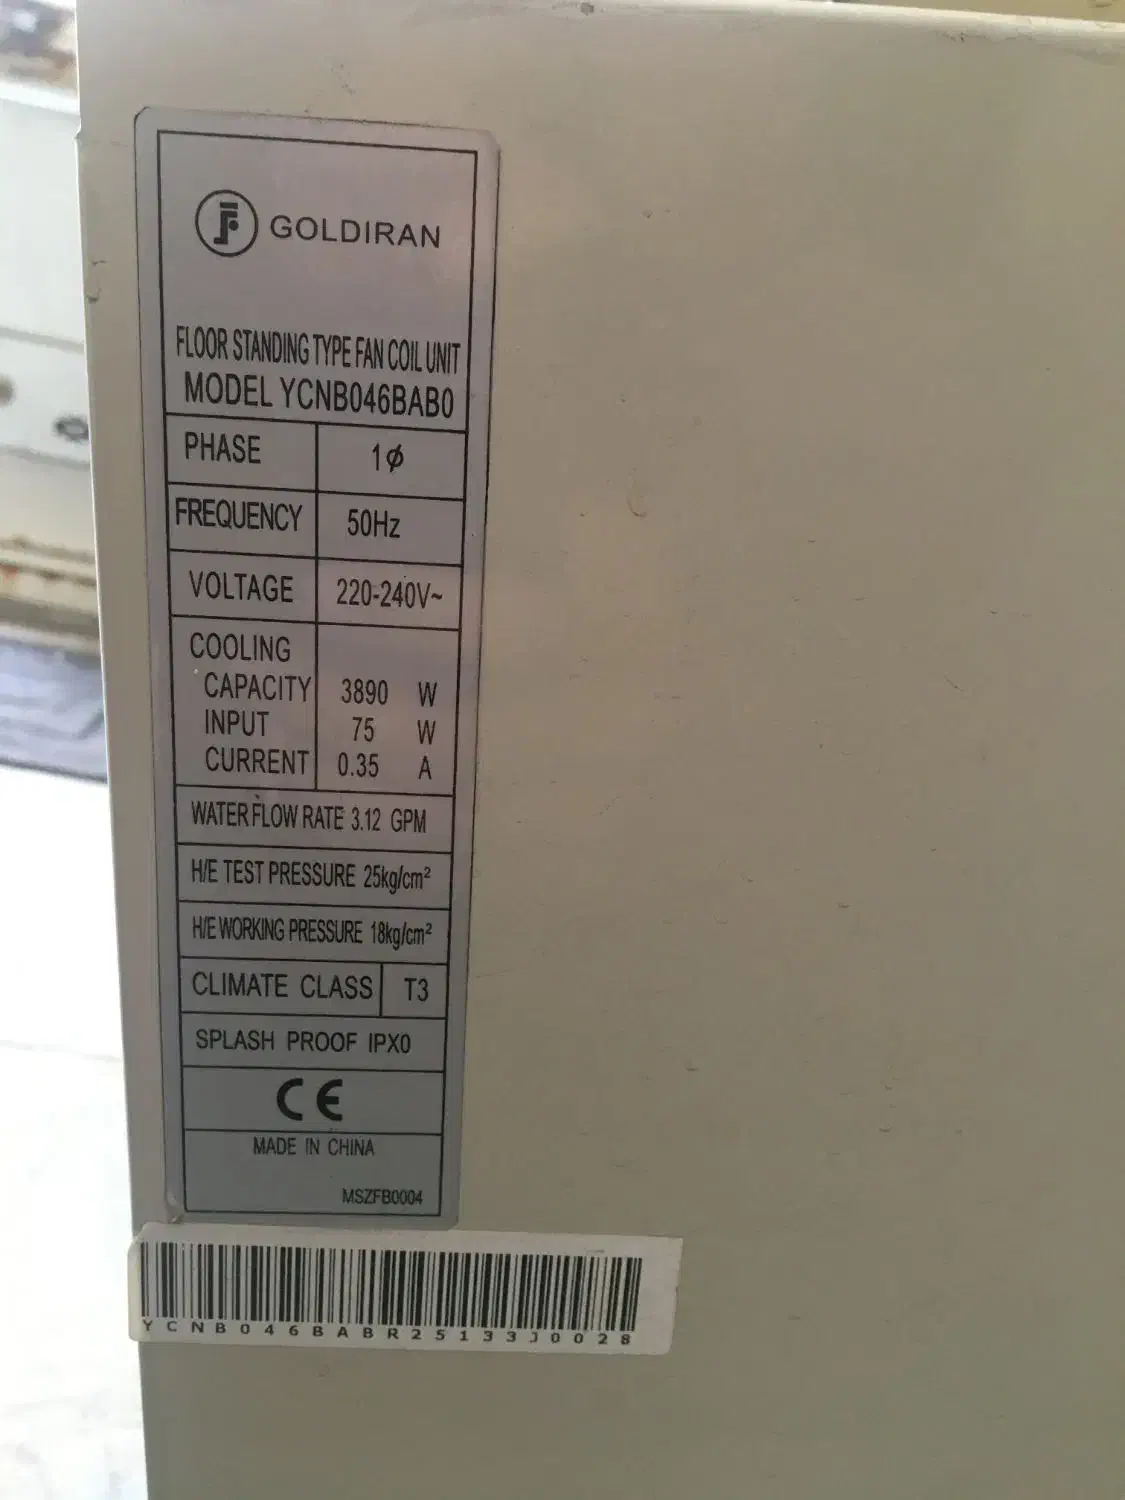 GOLDIRAN
FLOOR STANDING TYPE FAN COIL UNIT
MODEL YCNB046BAB0
PHASE 1ϕ
FREQUENCY 50Hz
VOLTAGE 220-240V~
COOLING
CAPACITY 3890 W
INPUT 75 W
CURRENT 0.35 A
WATER FLOW RATE 3.12 GPM
H/E TEST PRESSURE 25kg/cm²
H/E WORKING PRESSURE 18kg/cm²
CLIMATE CLASS T3
SPLASH PROOF IPX0
CE
MADE IN CHINA
MSZFB0004
YCNB046BABR25133J0028